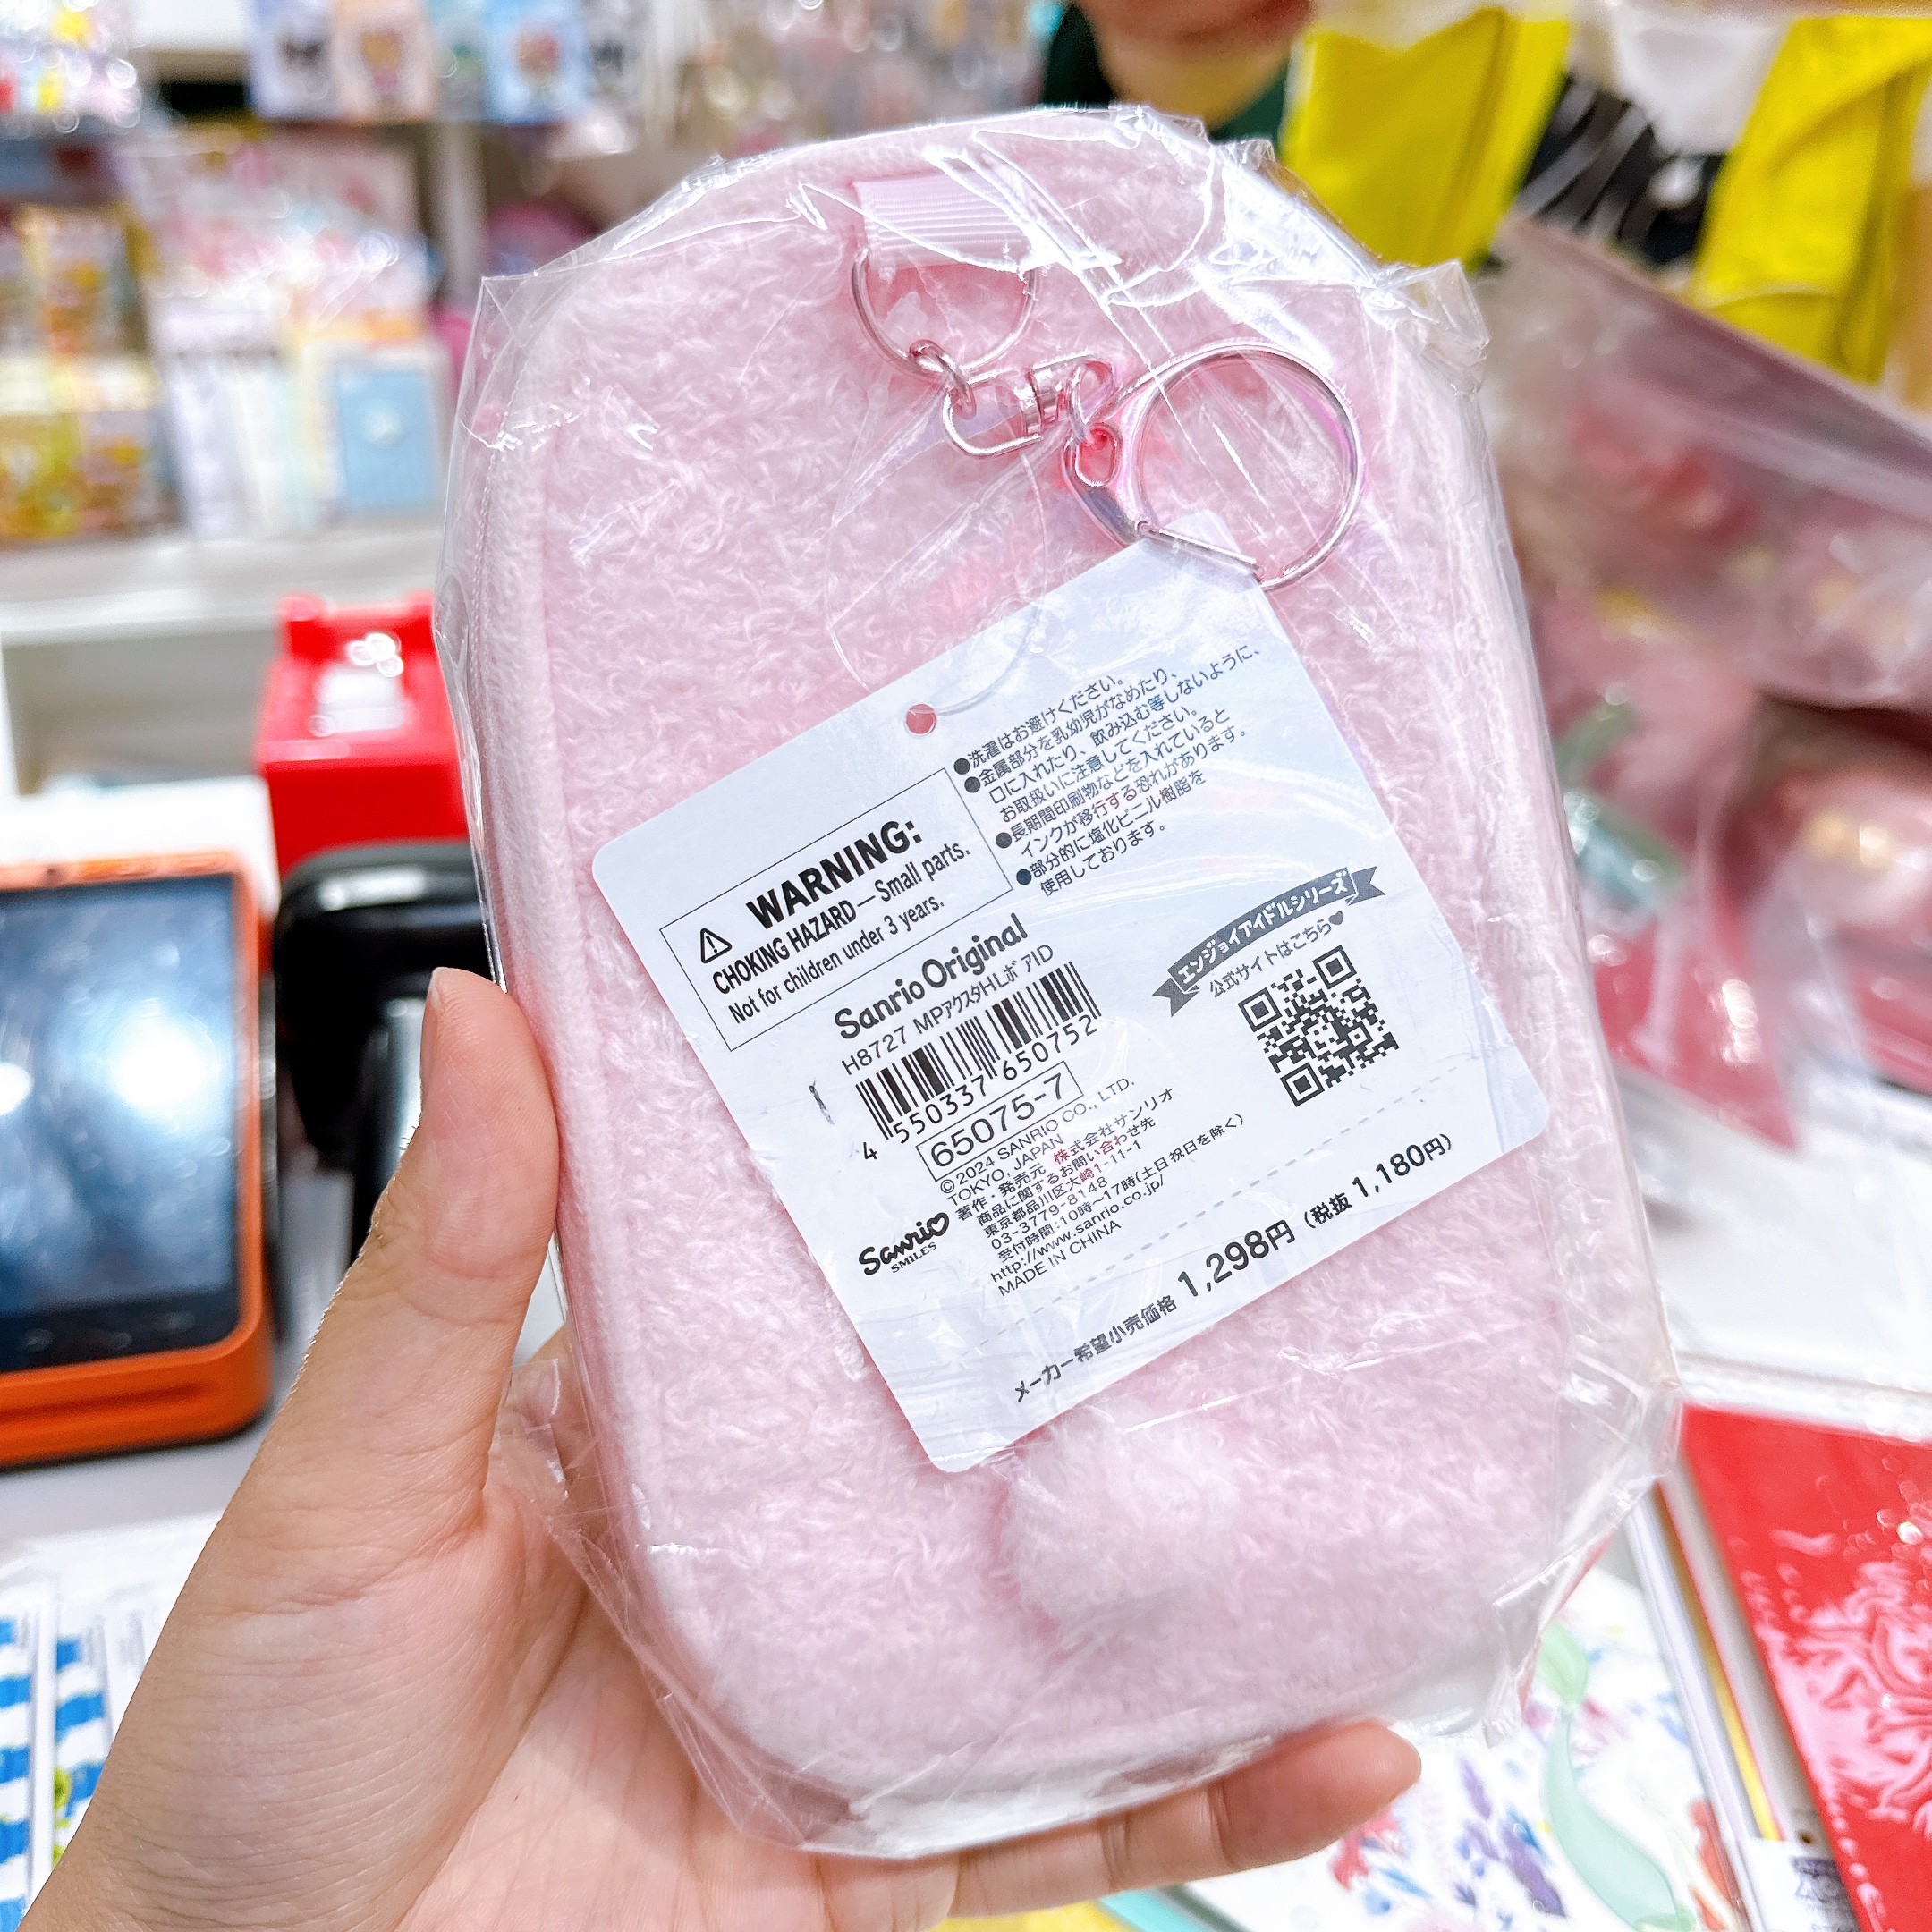 WARNING:
CHOKING HAZARD—Small parts.
Not for children under 3 years.
●洗濯はお避けください。
●金属部分を乳幼児がなめたり、
口に入れたり、飲み込む等しないように、
お取扱いに注意してください。
●長期間印刷物などを入れていると
インクが移行する恐れがあります。
●部分的に塩化ビニル樹脂を
使用しております。
Sanrio Original
H8727 MPアクスタHLボアID
4 550337 650752
65075-7
©2024 SANRIO CO., LTD.
TOKYO, JAPAN
著作・発売元 株式会社サンリオ
商品に関するお問い合わせ先
東京都品川区大崎1-11-1
03-3779-8148
受付時間:10時―17時(土日祝日を除く)
http://www.sanrio.co.jp/
MADE IN CHINA
Sanrio
SMILES
エンジョイアイドルシリーズ
公式サイトはこちら♥
メーカー希望小売価格 1,298円 (税抜 1,180円)